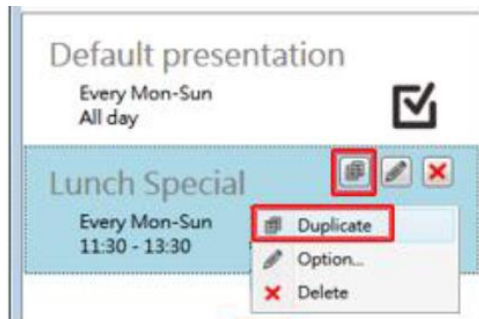 Default presentation
Every Mon-Sun
All day
Lunch Special
Every Mon-Sun
11:30 - 13:30
Duplicate
Option...
Delete